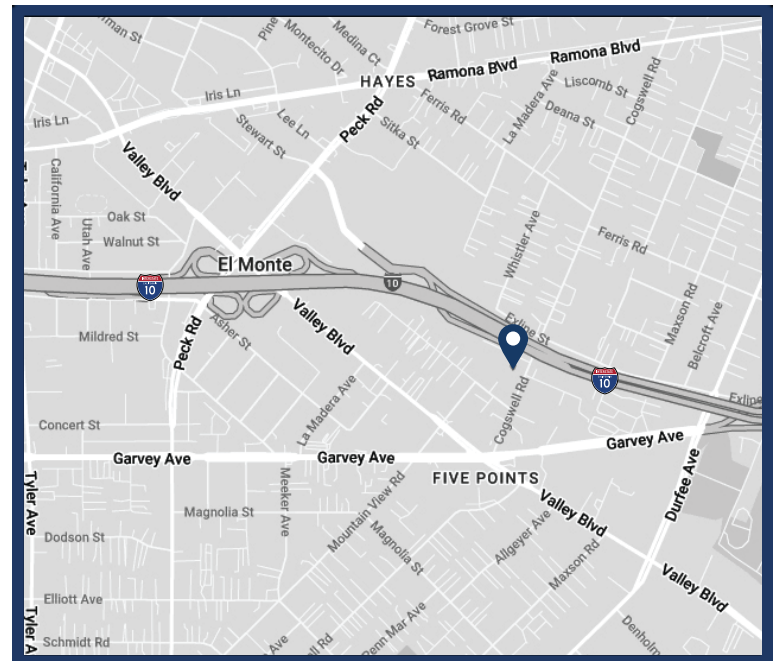 Forest Grove St
Medina Ct
Pine
Montecito Dr
Ramona Blvd
HAYES
Ramona Blvd
Liscomb St
Cogswell Rd
La Madera Ave
Deana St
Ferris Rd
Iris Ln
Iris Ln
Lee Ln
Peck Rd
Sitka St
Stewart St
Valley Blvd
California Ave
Oak St
Utah Ave
Walnut St
Whistler Ave
Ferris Rd
El Monte
10
10
Maxson Rd
Belcroft Ave
Exline St
Asher St
Valley Blvd
Mildred St
Peck Rd
10
Exline
Cogswell Rd
La Madera Ave
Concert St
Garvey Ave
Garvey Ave
Garvey Ave
FIVE POINTS
Durfee Ave
Tyler Ave
Meeker Ave
Mountain View Rd
Valley Blvd
Magnolia St
Magnolia St
Allgeyer Ave
Dodson St
Maxson Rd
Valley Blvd
Elliott Ave
Tyler A
Penn Mar Ave
Denholm
Schmidt Rd
Ave
Rd